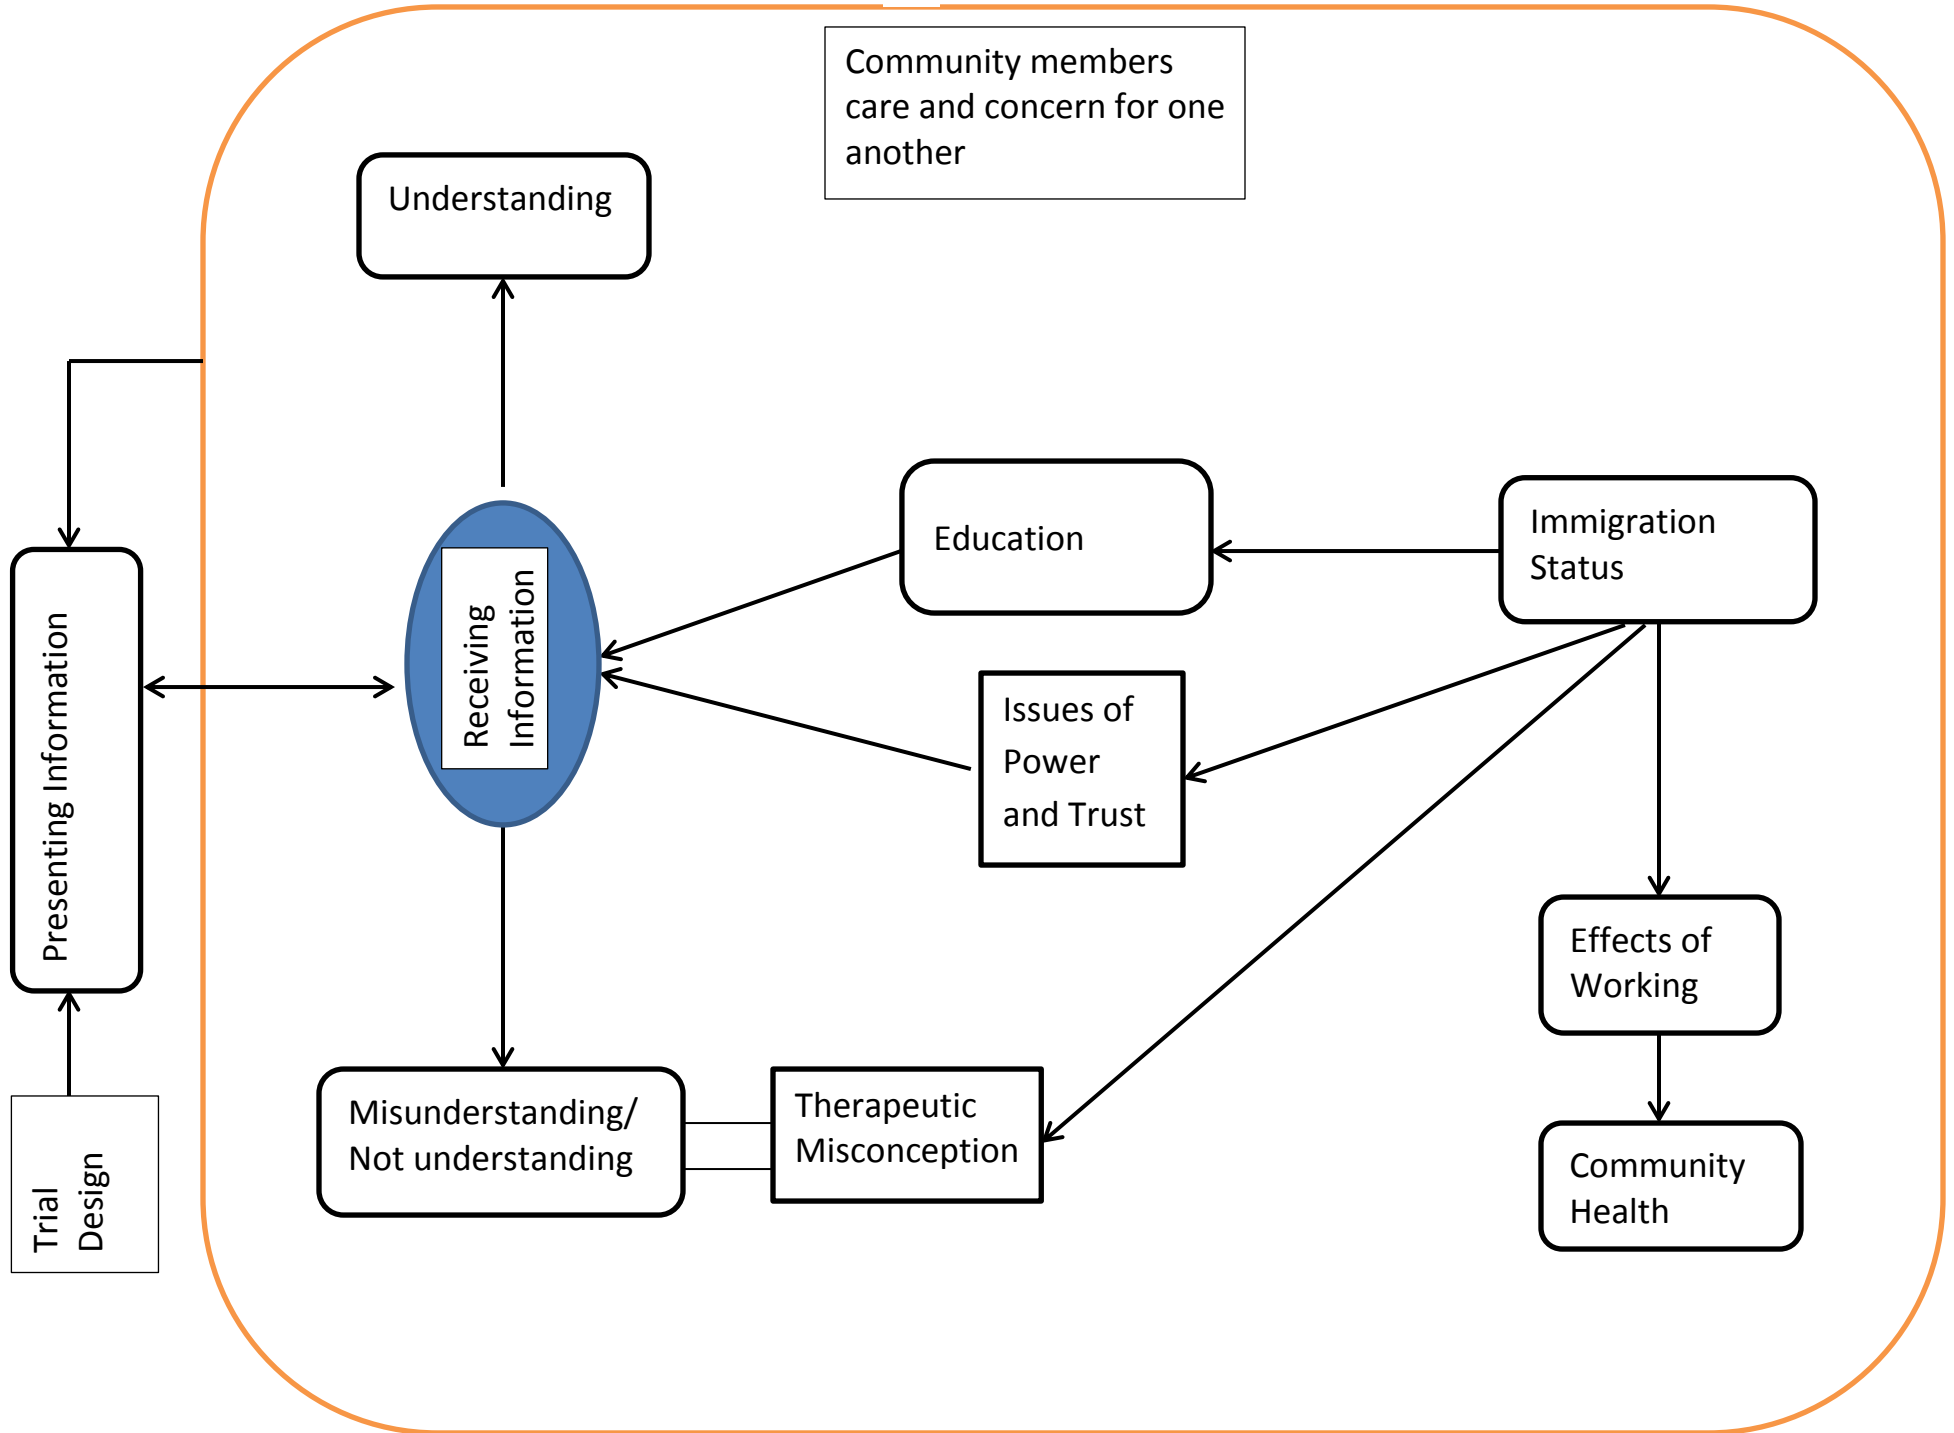 Community members
care and concern for one
another
Understanding
Education
Immigration
Status
Receiving
Information
Presenting Information
Issues of
Power
and Trust
Effects of
Working
Misunderstanding/
Not understanding
Therapeutic
Misconception
Community
Health
Trial
Design